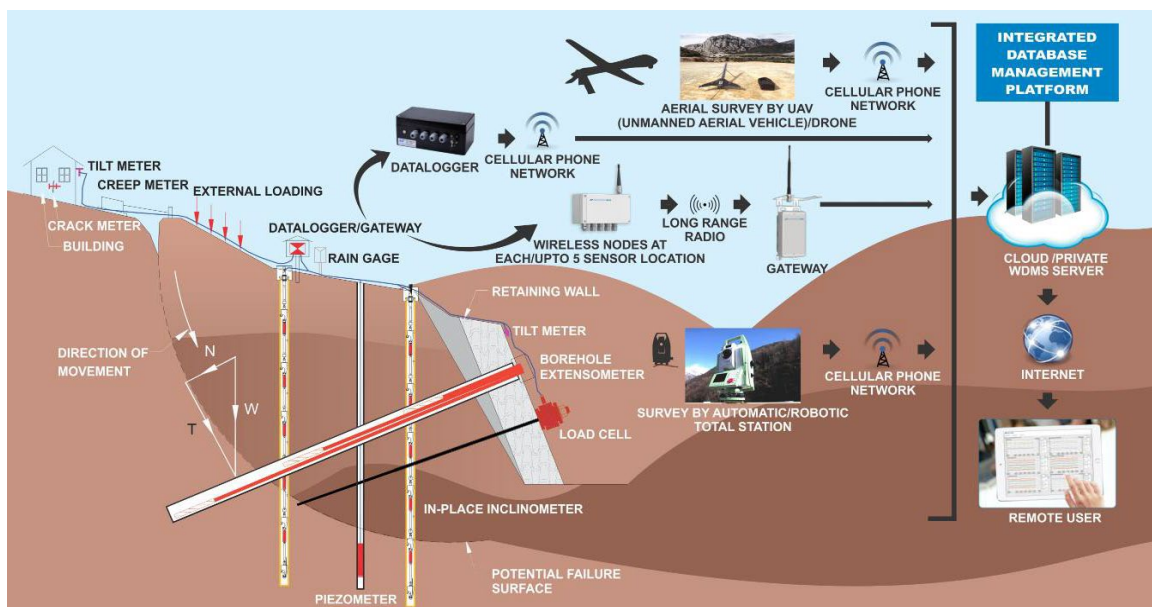 INTEGRATED
DATABASE
MANAGEMENT
PLATFORM
CELLULAR PHONE
NETWORK
AERIAL SURVEY BY UAV
(UNMANNED AERIAL VEHICLE)/DRONE
DATALOGGER
CELLULAR PHONE
NETWORK
TILT METER
CREEP METER
EXTERNAL LOADING
CRACK METER
BUILDING
DATALOGGER/GATEWAY
RAIN GAGE
WIRELESS NODES AT
EACH/UPTO 5 SENSOR LOCATION
LONG RANGE
RADIO
GATEWAY
CLOUD /PRIVATE
WDMS SERVER
RETAINING WALL
TILT METER
DIRECTION OF
MOVEMENT
N
W
T
BOREHOLE
EXTENSOMETER
LOAD CELL
SURVEY BY AUTOMATIC/ROBOTIC
TOTAL STATION
CELLULAR PHONE
NETWORK
INTERNET
IN-PLACE INCLINOMETER
REMOTE USER
POTENTIAL FAILURE
SURFACE
PIEZOMETER